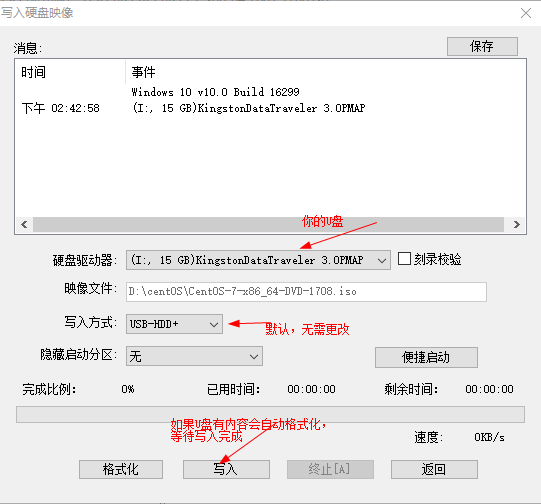 写入硬盘映像
消息:
保存
时间 事件
Windows 10 v10.0 Build 16299
下午 02:42:58 (I:, 15 GB)KingstonDataTraveler 3.0PMAP
你的U盘
硬盘驱动器: (I:, 15 GB)KingstonDataTraveler 3.0PMAP 刻录校验
映像文件: D:\centOS\CentOS-7-x86_64-DVD-1708.iso
写入方式: USB-HDD+
默认，无需更改
隐藏启动分区: 无 便捷启动
完成比例: 0% 已用时间: 00:00:00 剩余时间: 00:00:00
如果U盘有内容会自动格式化，
等待写入完成
速度: 0KB/s
格式化 写入 终止[A] 返回